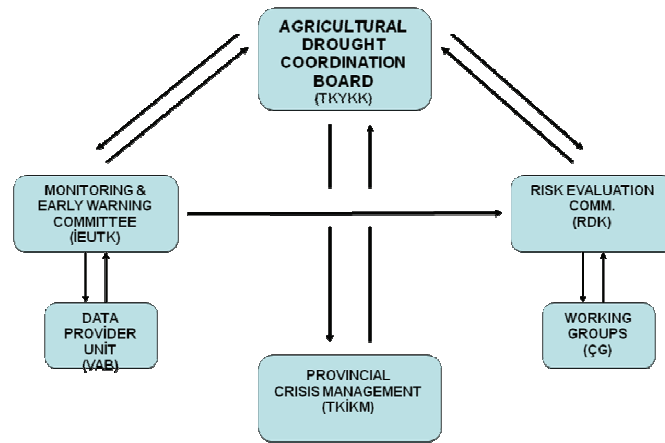 AGRICULTURAL
DROUGHT
COORDINATION
BOARD
(TKYKK)
MONITORING &
EARLY WARNING
COMMITTEE
(İEUTK)
RISK EVALUATION
COMM.
(RDK)
DATA
PROVİDER
UNIT
(VAB)
WORKING
GROUPS
(ÇG)
PROVINCIAL
CRISIS MANAGEMENT
(TKİKM)